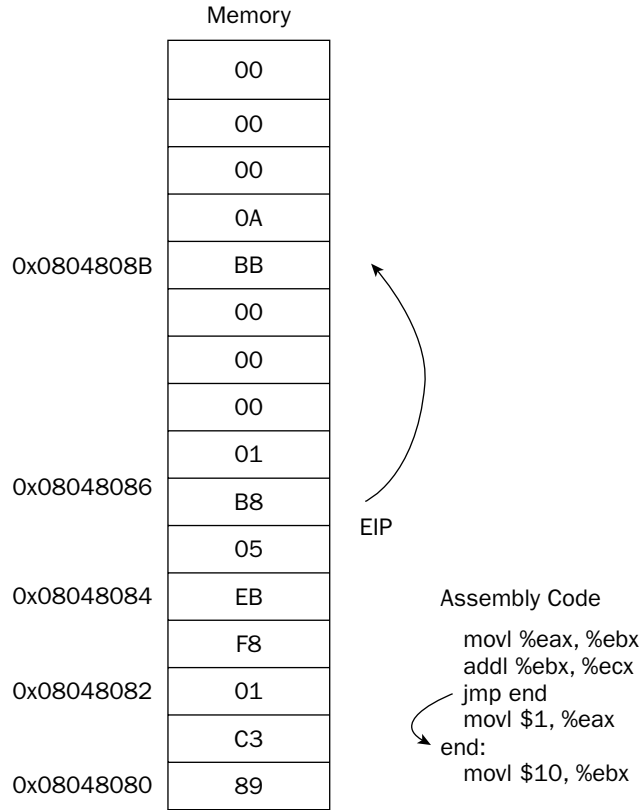 Memory
00
00
00
0A
0x0804808B BB
00
00
00
01
0x08048086 B8
05
EIP
0x08048084 EB
F8
0x08048082 01
C3
0x08048080 89
Assembly Code
movl %eax, %ebx
addl %ebx, %ecx
jmp end
movl $1, %eax
end:
movl $10, %ebx